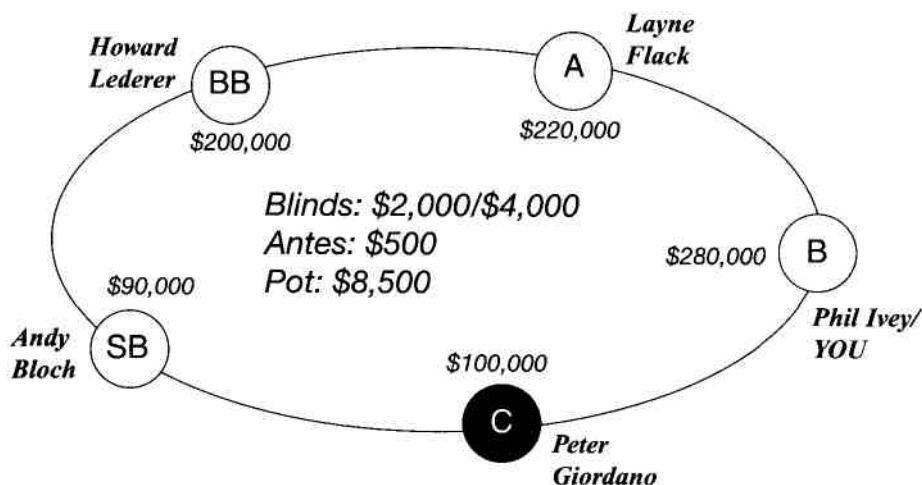 Howard
Lederer
BB
$200,000
A
Layne
Flack
$220,000
Blinds: $2,000/$4,000
Antes: $500
Pot: $8,500
$280,000
B
Phil Ivey/
YOU
$90,000
Andy
Bloch
SB
$100,000
C
Peter
Giordano